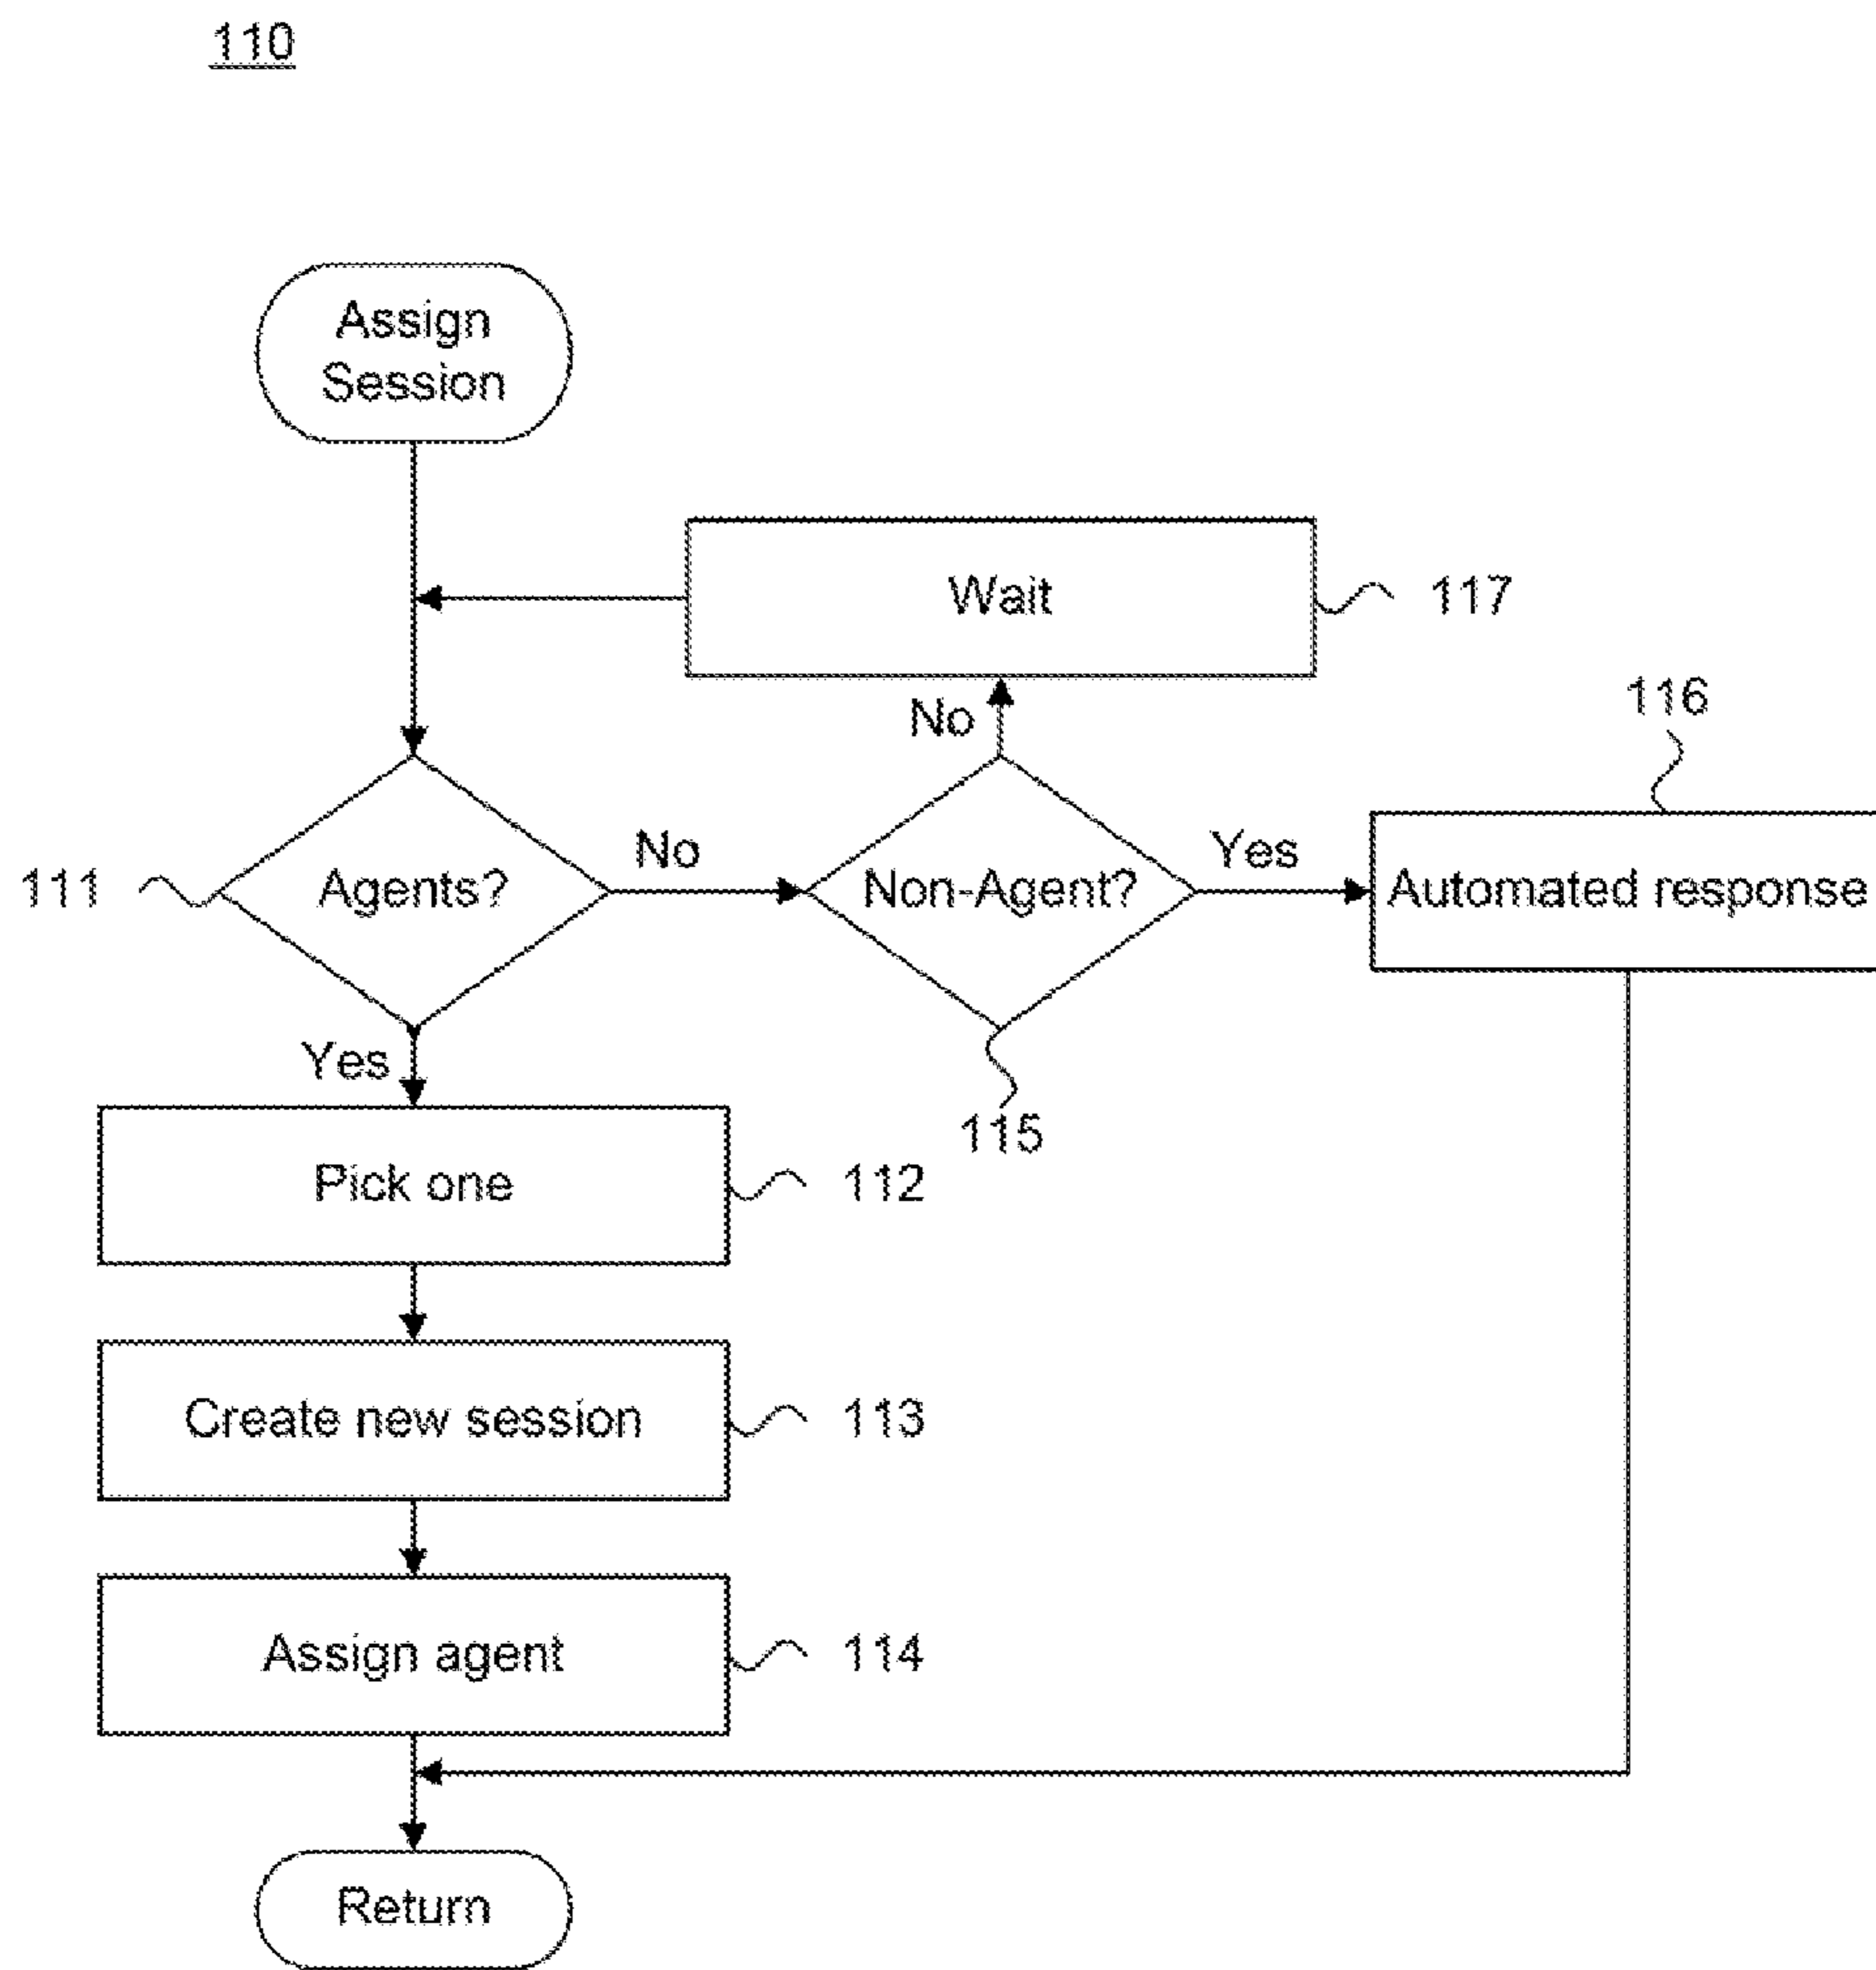 110
Assign
Session
Wait
117
No
116
111
Agents?
No
Non-Agent?
Yes
Automated response
Yes
115
Pick one
112
Create new session
113
Assign agent
114
Return